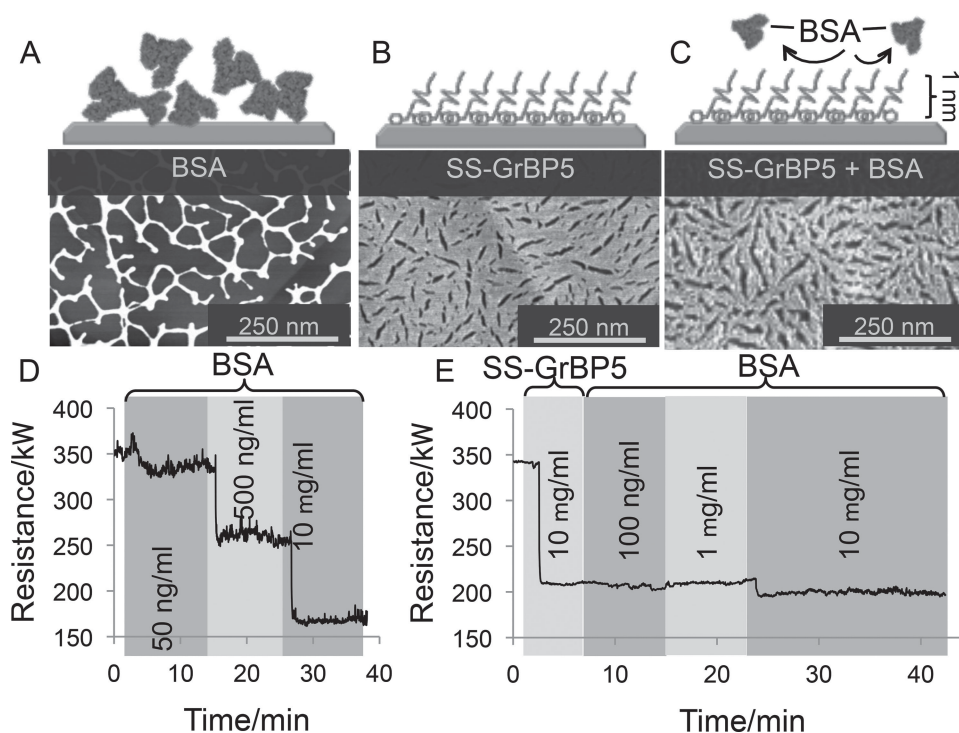 A
B
C
BSA
1 nm
BSA
SS-GrBP5
SS-GrBP5 + BSA
250 nm
250 nm
250 nm
D
BSA
Resistance/kW
400
350
300
250
200
150
50 ng/ml
500 ng/ml
10 mg/ml
0
10
20
30
40
Time/min
E
SS-GrBP5
BSA
Resistance/kW
400
350
300
250
200
150
10 mg/ml
100 ng/ml
1 mg/ml
10 mg/ml
0
10
20
30
40
Time/min